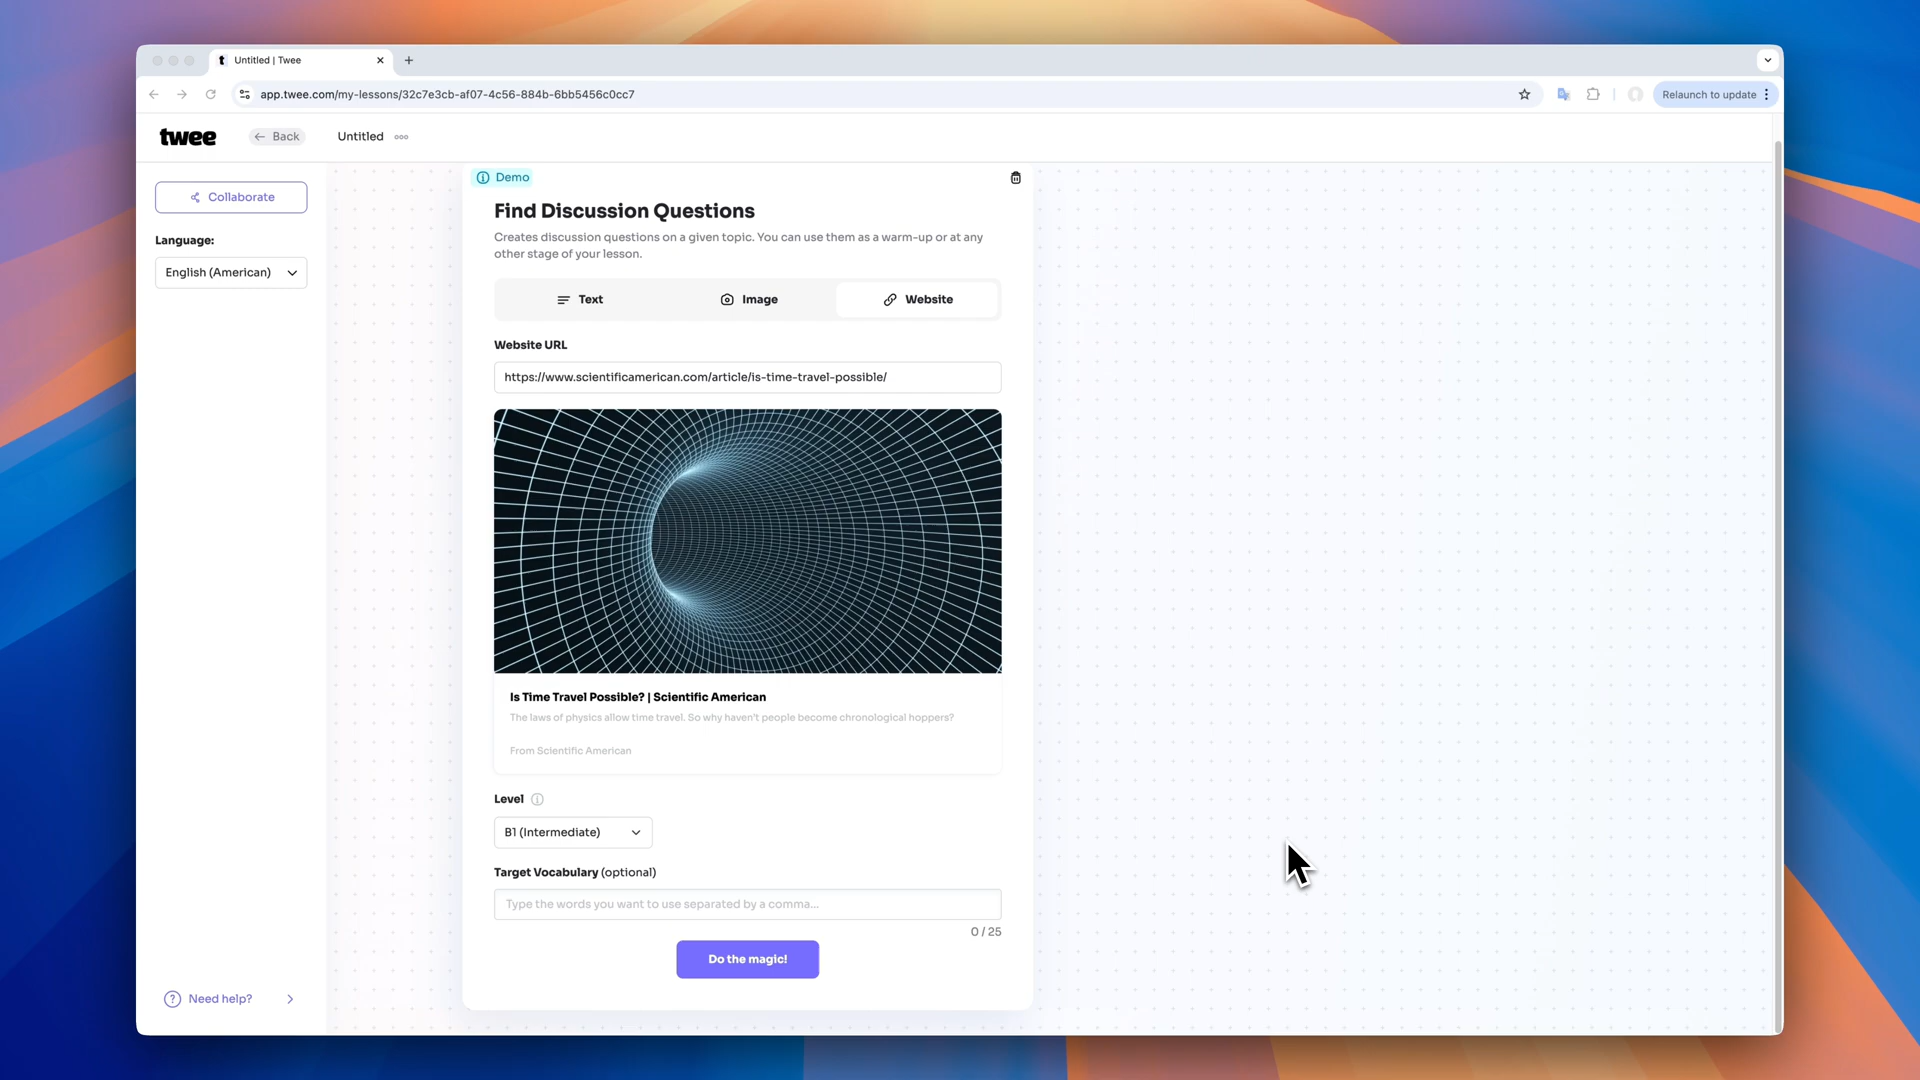 Untitled | Twee
app.twee.com/my-lessons/32c7e3cb-af07-4c56-884b-6bb5456c0cc7
Relaunch to update
twee
Back
Untitled
Collaborate
Language:
English (American)
Demo
Find Discussion Questions
Creates discussion questions on a given topic. You can use them as a warm-up or at any
other stage of your lesson.
Text
Image
Website
Website URL
https://www.scientificamerican.com/article/is-time-travel-possible/
Is Time Travel Possible? | Scientific American
The laws of physics allow time travel. So why haven't people become chronological hoppers?
From Scientific American
Level
B1 (Intermediate)
Target Vocabulary (optional)
Type the words you want to use separated by a comma...
0 / 25
Do the magic!
Need help?